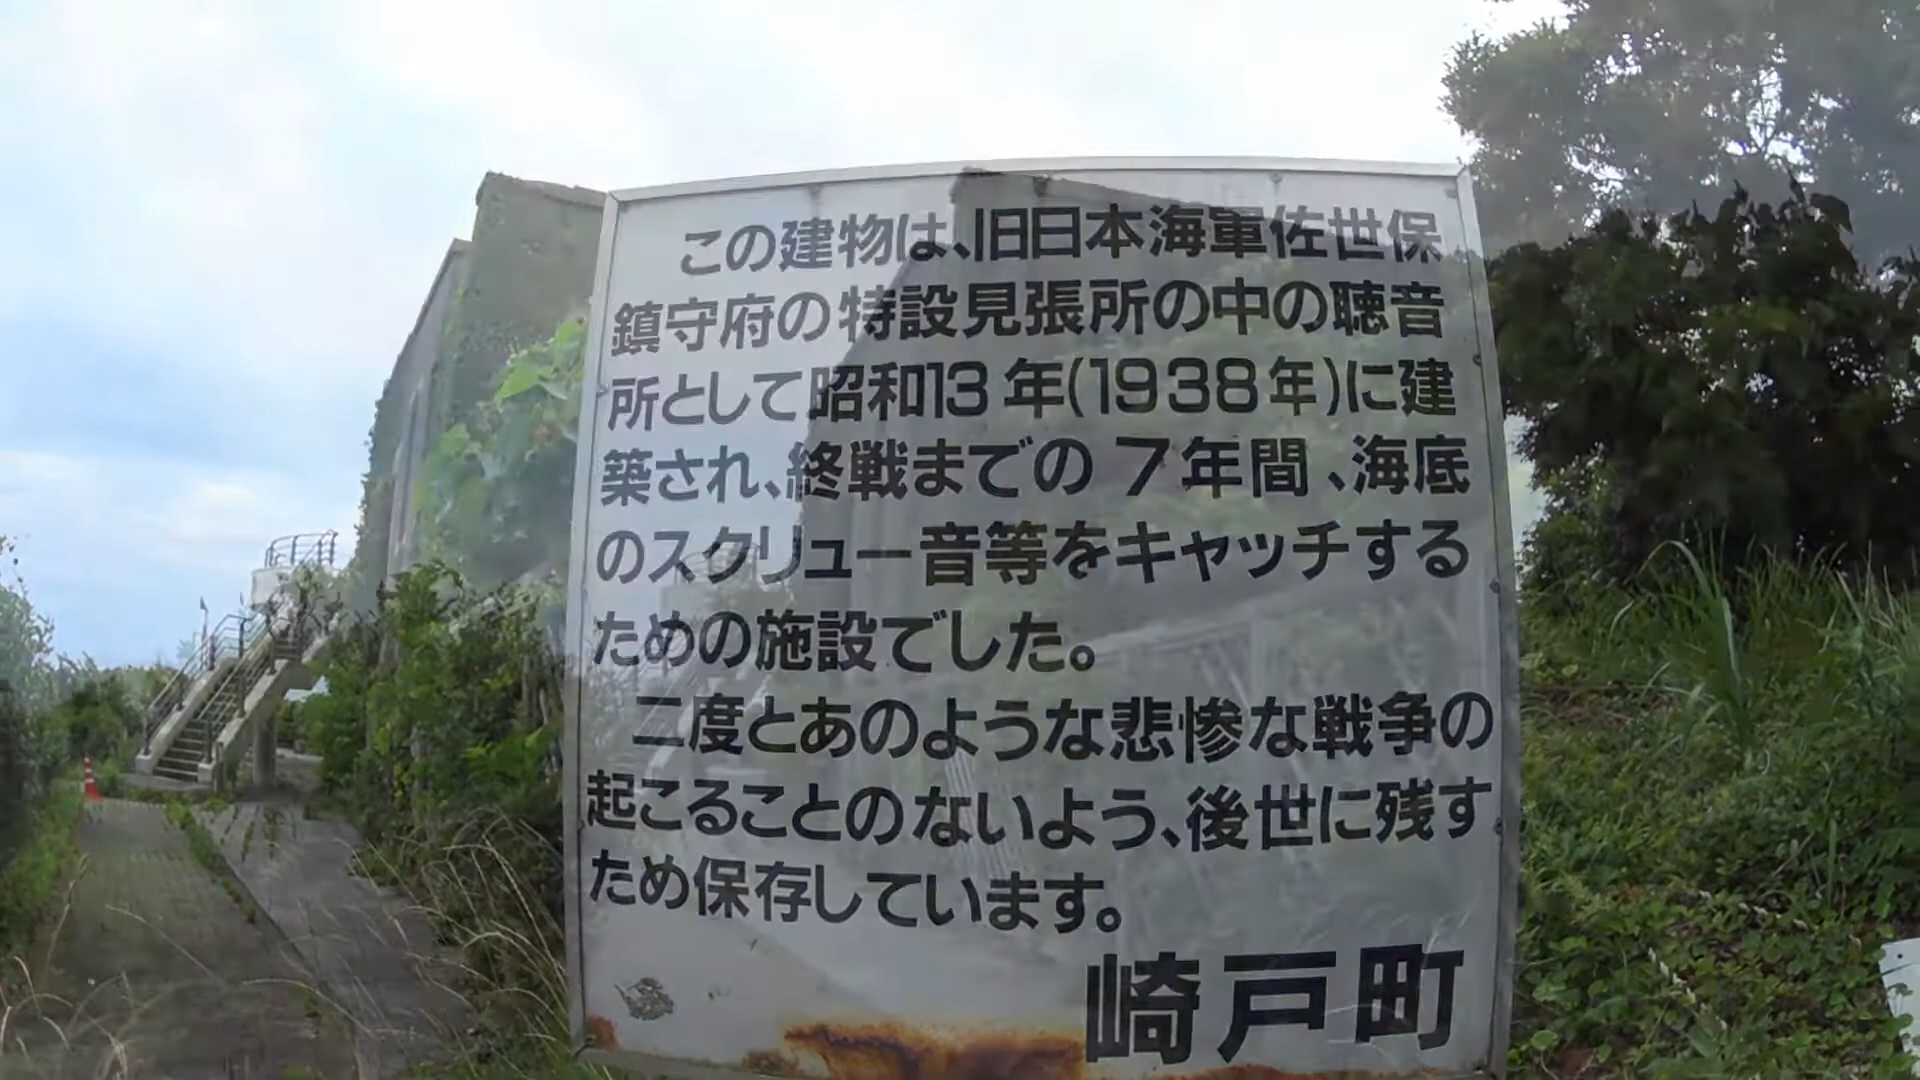 この建物は、旧日本海軍佐世保
鎮守府の特設見張所の中の聴音
所として昭和13年(1938年)に建
築され、終戦までの7年間、海底
のスクリュー音等をキャッチする
ための施設でした。
二度とあのような悲惨な戦争の
起こることのないよう、後世に残す
ため保存しています。
崎戸町